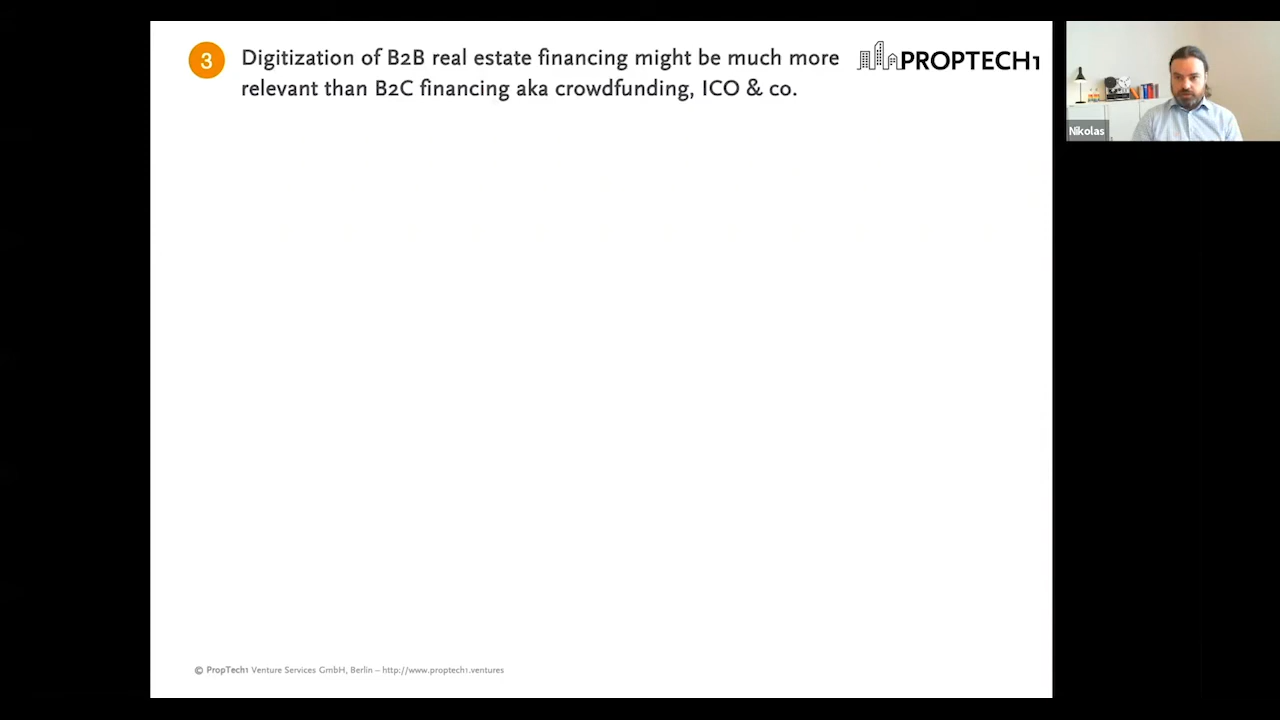 3
Digitization of B2B real estate financing might be much more
relevant than B2C financing aka crowdfunding, ICO & co.
PROPTECH1
Nikolas
© PropTech1 Venture Services GmbH, Berlin – http://www.proptech1.ventures